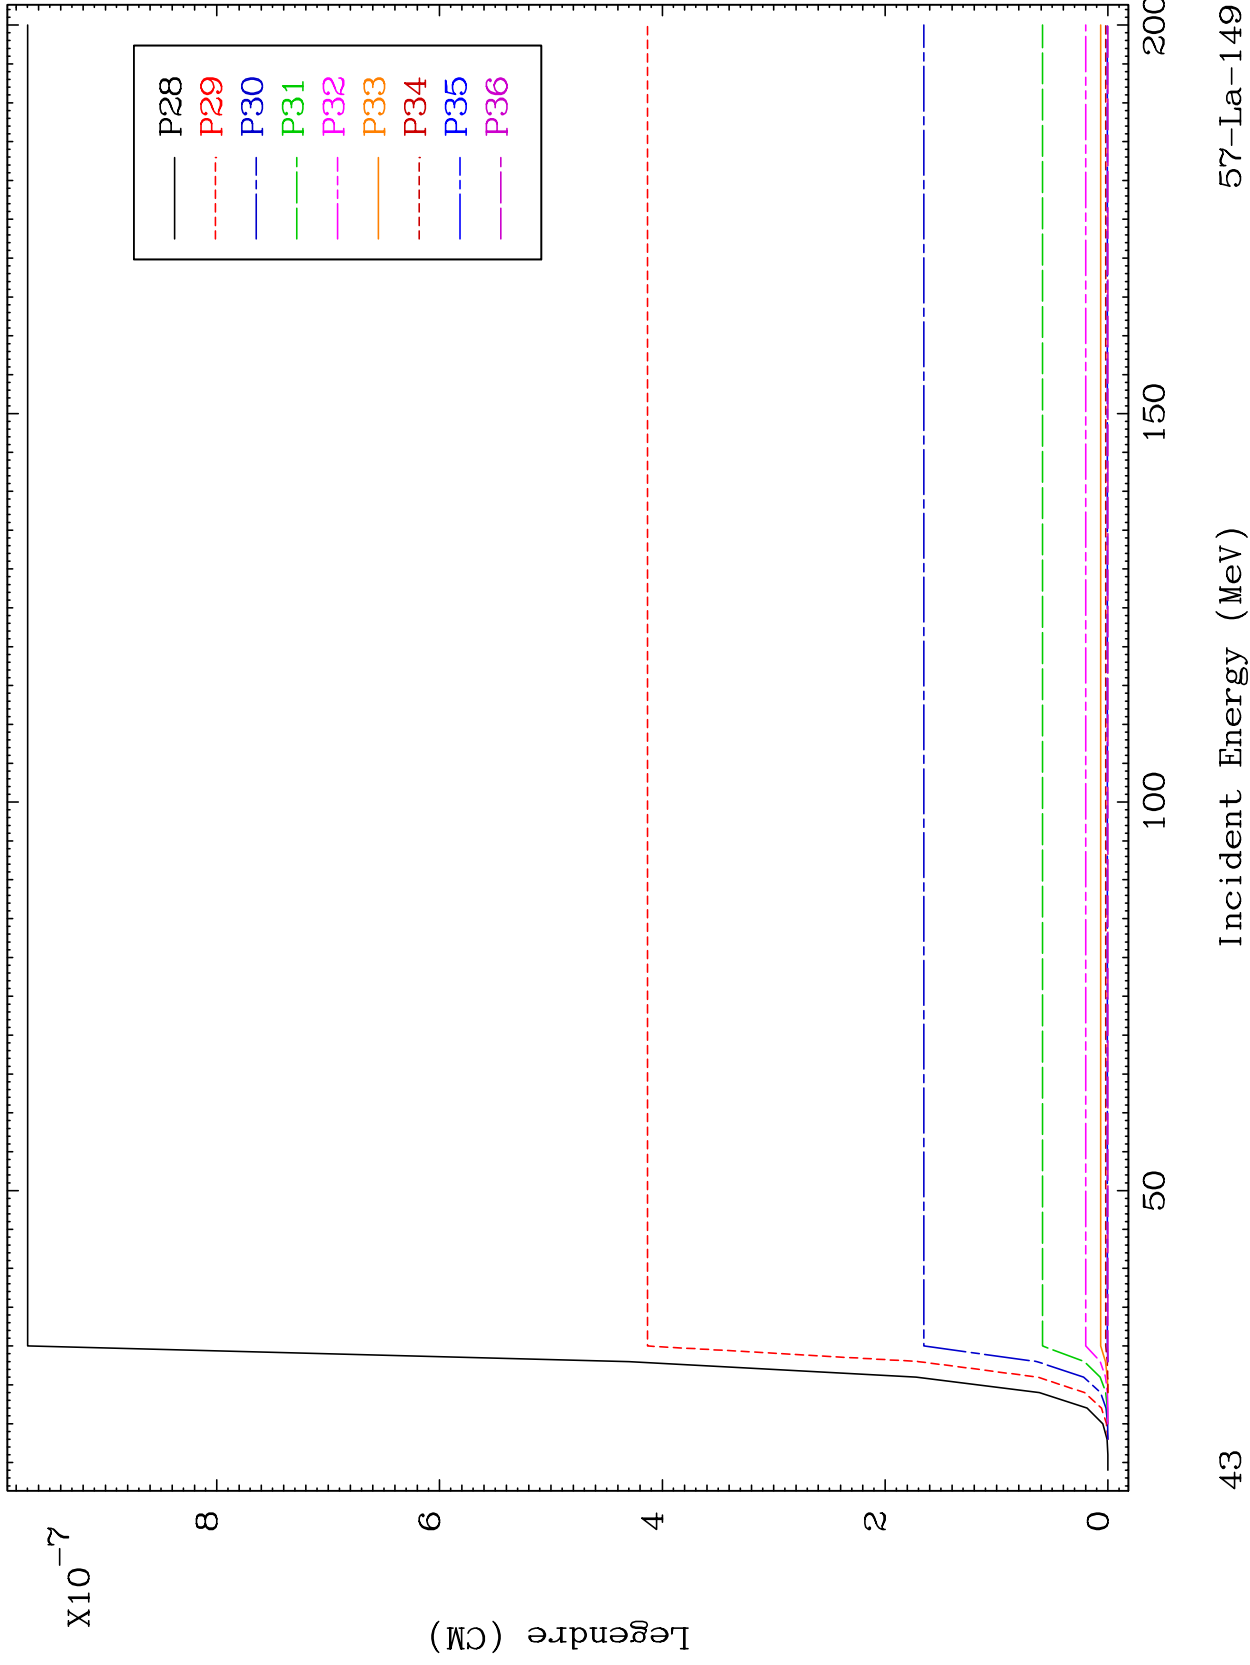 X10-7
8
6
4
2
0
Legendre (CM)
P28
P29
P30
P31
P32
P33
P34
P35
P36
50
100
150
200
Incident Energy (MeV)
43
57-La-149